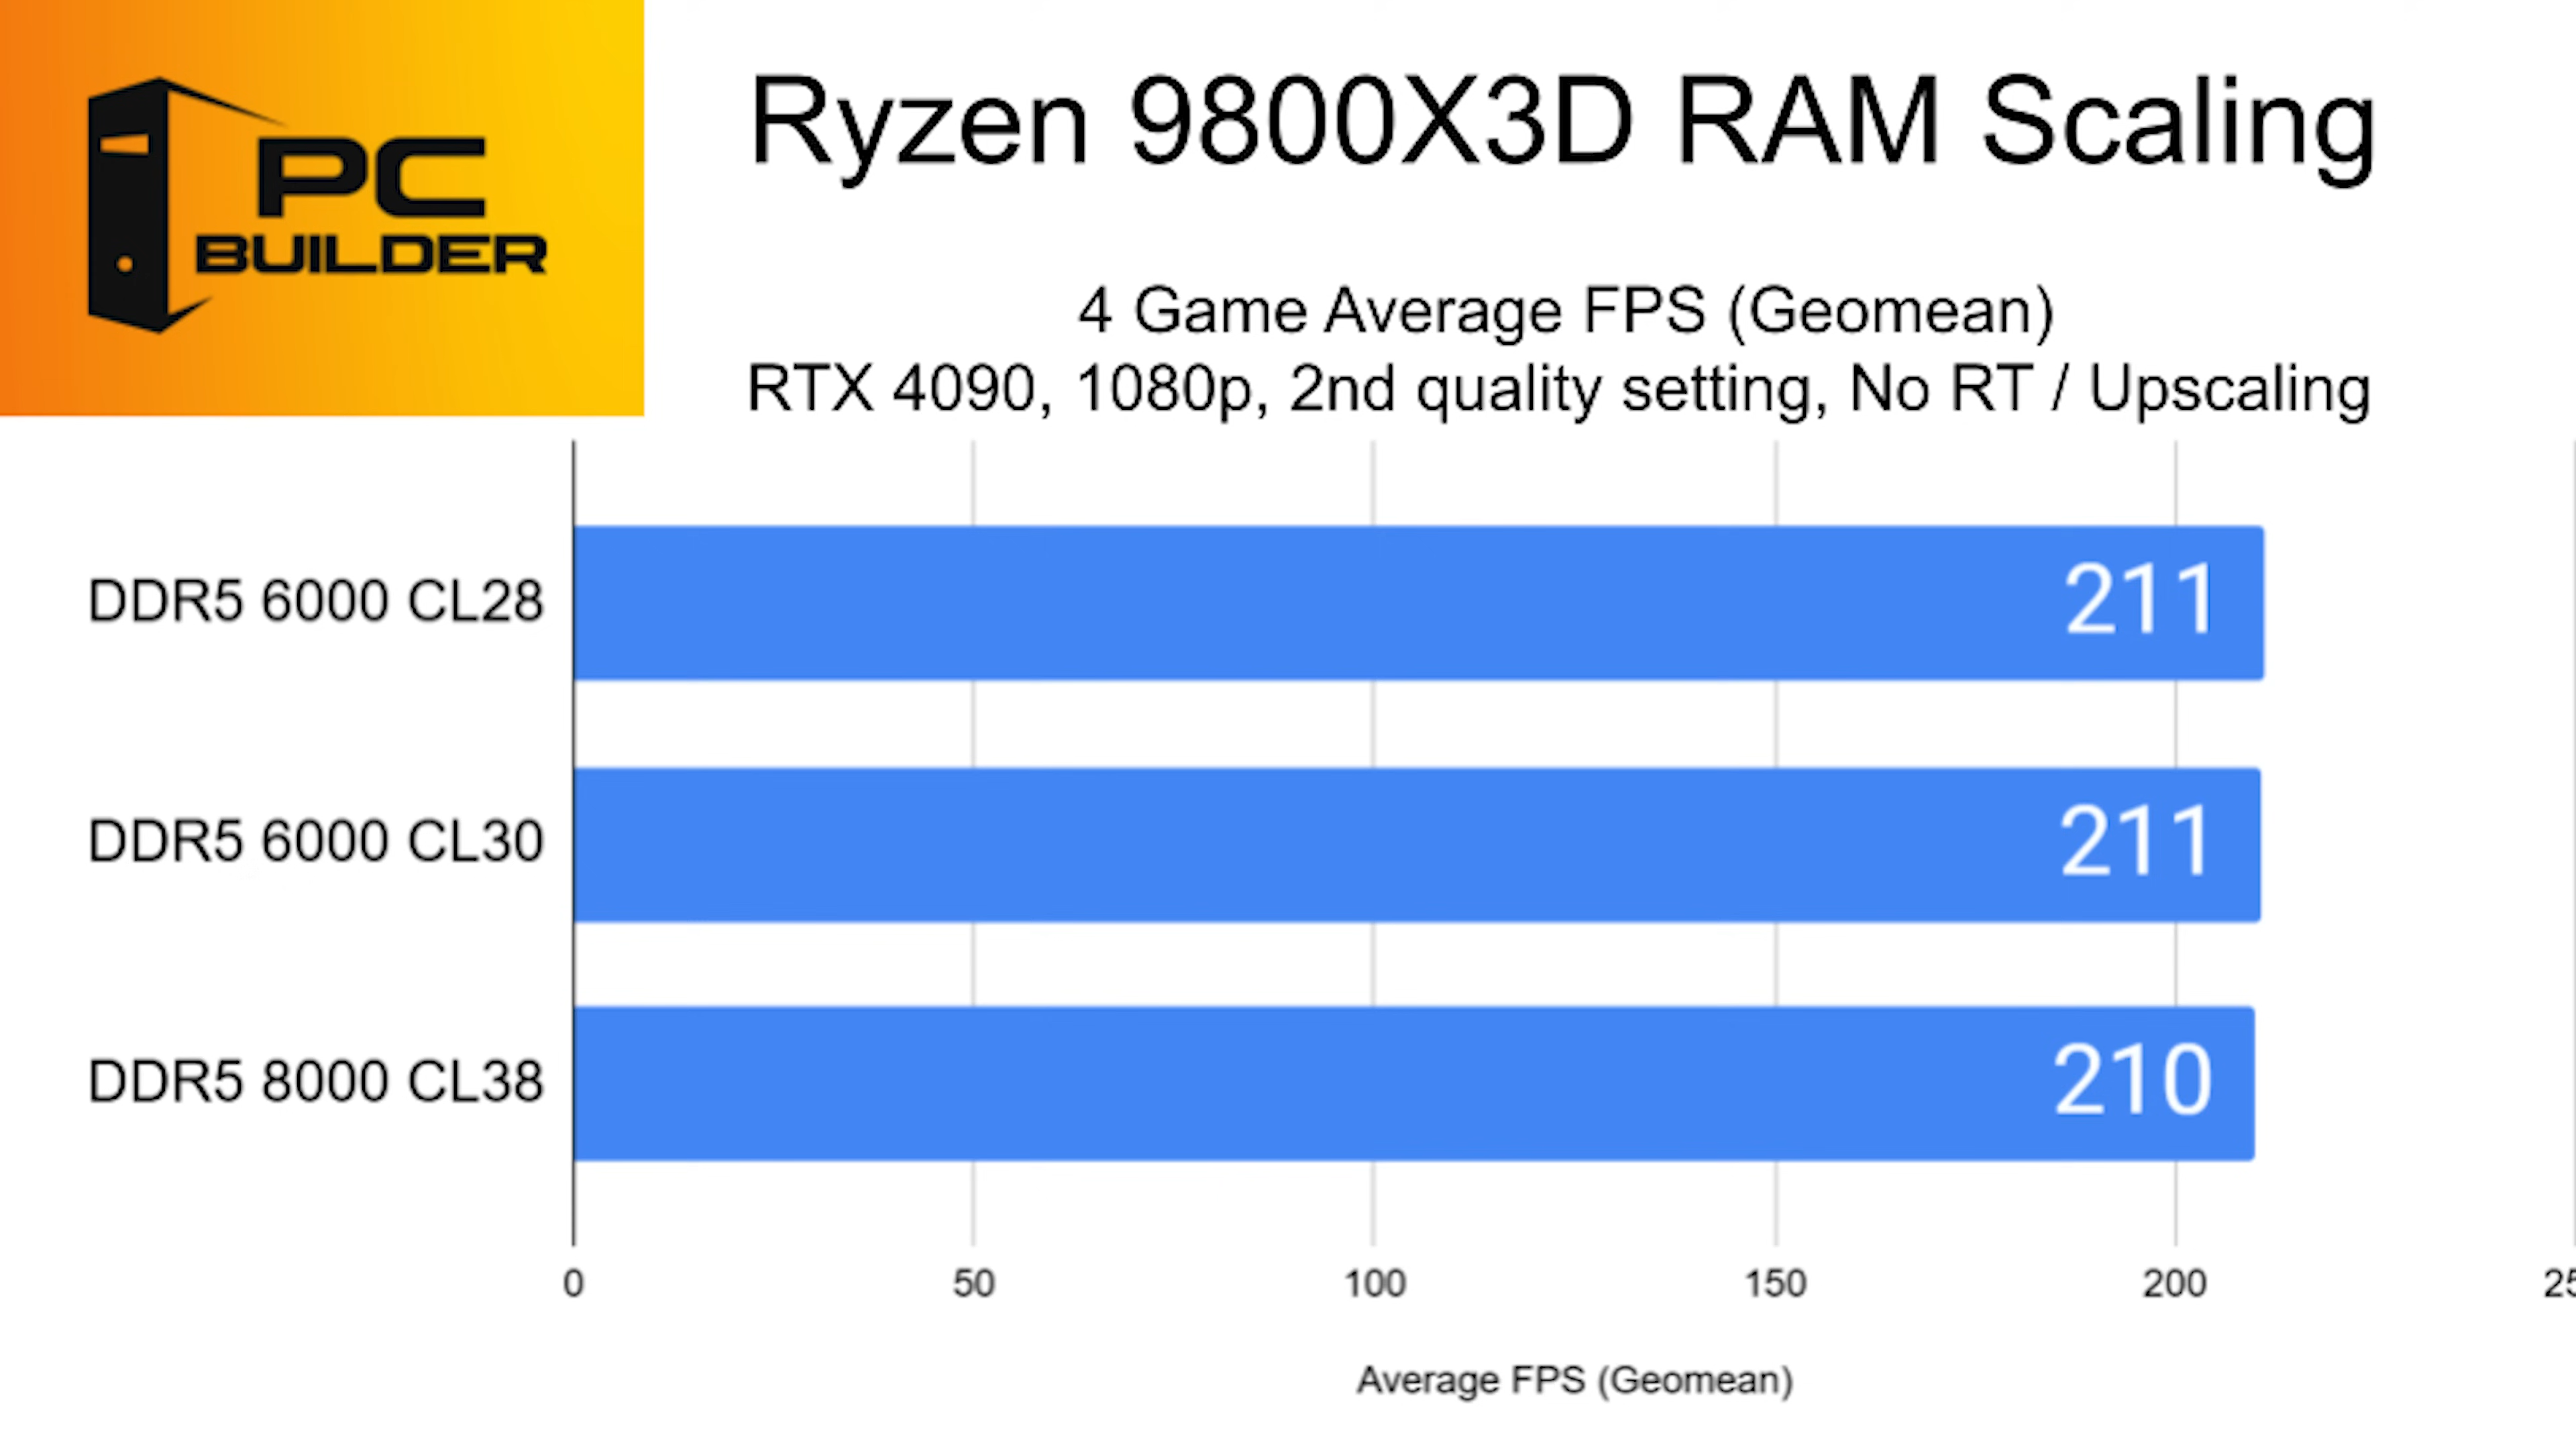 PC
BUILDER
Ryzen 9800X3D RAM Scaling
4 Game Average FPS (Geomean)
RTX 4090, 1080p, 2nd quality setting, No RT / Upscaling
DDR5 6000 CL28
211
DDR5 6000 CL30
211
DDR5 8000 CL38
210
0 50 100 150 200 25
Average FPS (Geomean)